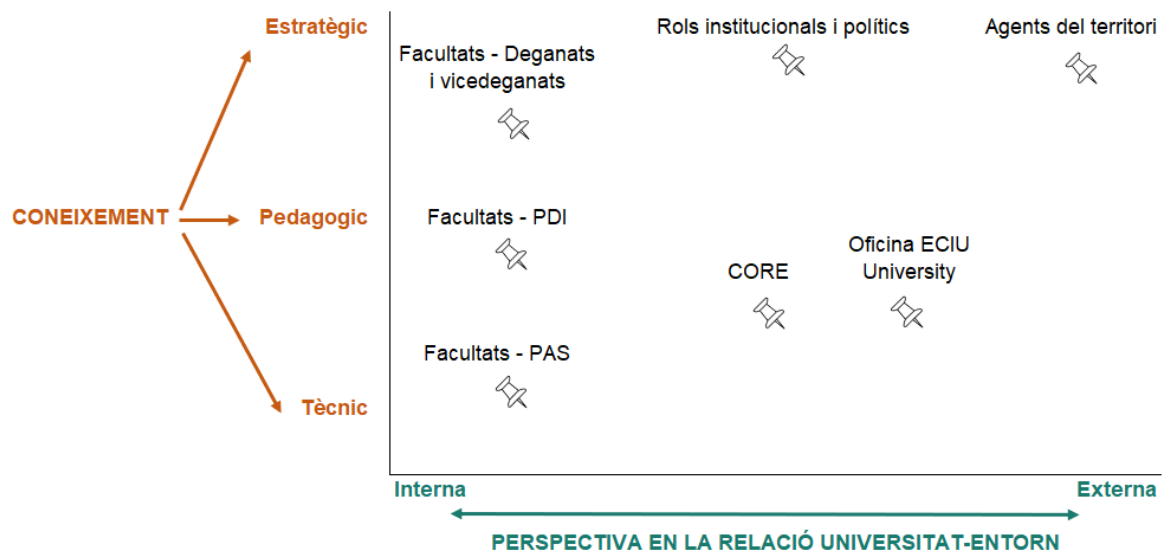 Estratègic
Rols institucionals i polítics
Agents del territori
Facultats - Deganats
i vicedeganats
CONEIXEMENT
Pedagogic
Facultats - PDI
Oficina ECIU
University
CORE
Facultats - PAS
Tècnic
Interna
Externa
PERSPECTIVA EN LA RELACIÓ UNIVERSITAT-ENTORN